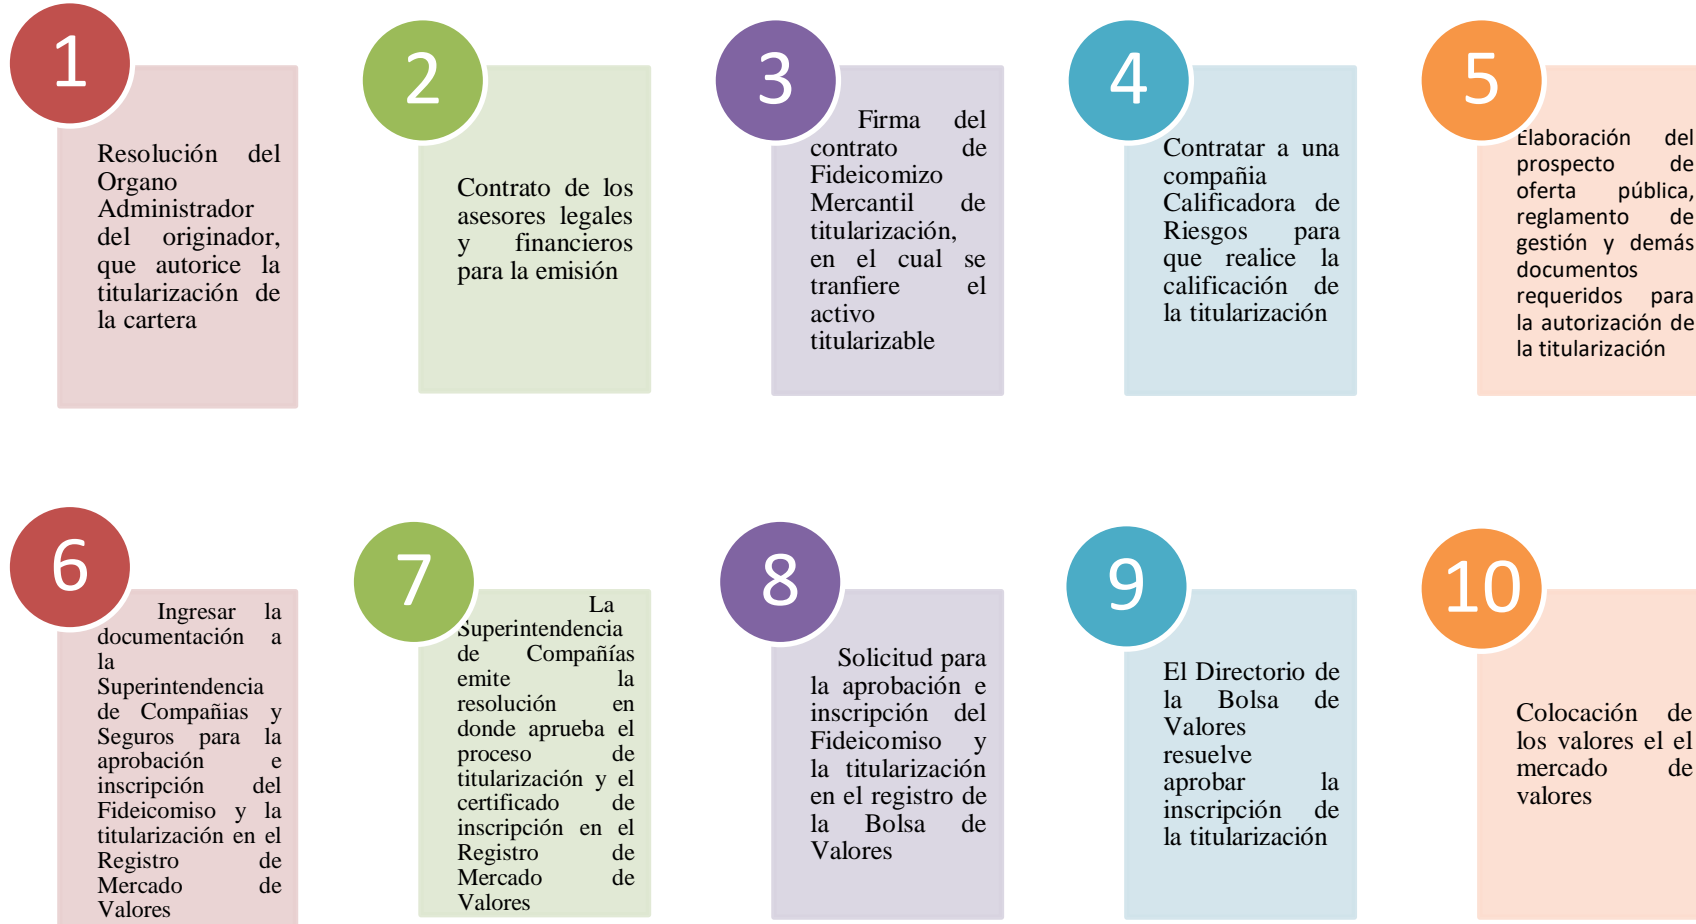 1
Resolución del
Organo
Administrador
del originador,
que autorice la
titularización de
la cartera
2
Contrato de los
asesores legales
y financieros
para la emisión
3
Firma del
contrato de
Fideicomizo
Mercantil de
titularización,
en el cual se
tranfiere el
activo
titularizable
4
Contratar a una
compañia
Calificadora de
Riesgos para
que realice la
calificación de
la titularización
5
Elaboración del
prospecto de
oferta pública,
reglamento de
gestión y demás
documentos
requeridos para
la autorización de
la titularización
6
Ingresar la
documentación a
la
Superintendencia
de Compañias y
Seguros para la
aprobación e
inscripción del
Fideicomiso y la
titularización en el
Registro de
Mercado de
Valores
7
La
Superintendencia
de Compañías
emite la
resolución en
donde aprueba el
proceso de
titularización y el
certificado de
inscripción en el
Registro de
Mercado de
Valores
8
Solicitud para
la aprobación e
inscripción del
Fideicomiso y
la titularización
en el registro de
la Bolsa de
Valores
9
El Directorio de
la Bolsa de
Valores
resuelve
aprobar la
inscripción de
la titularización
10
Colocación de
los valores el el
mercado de
valores